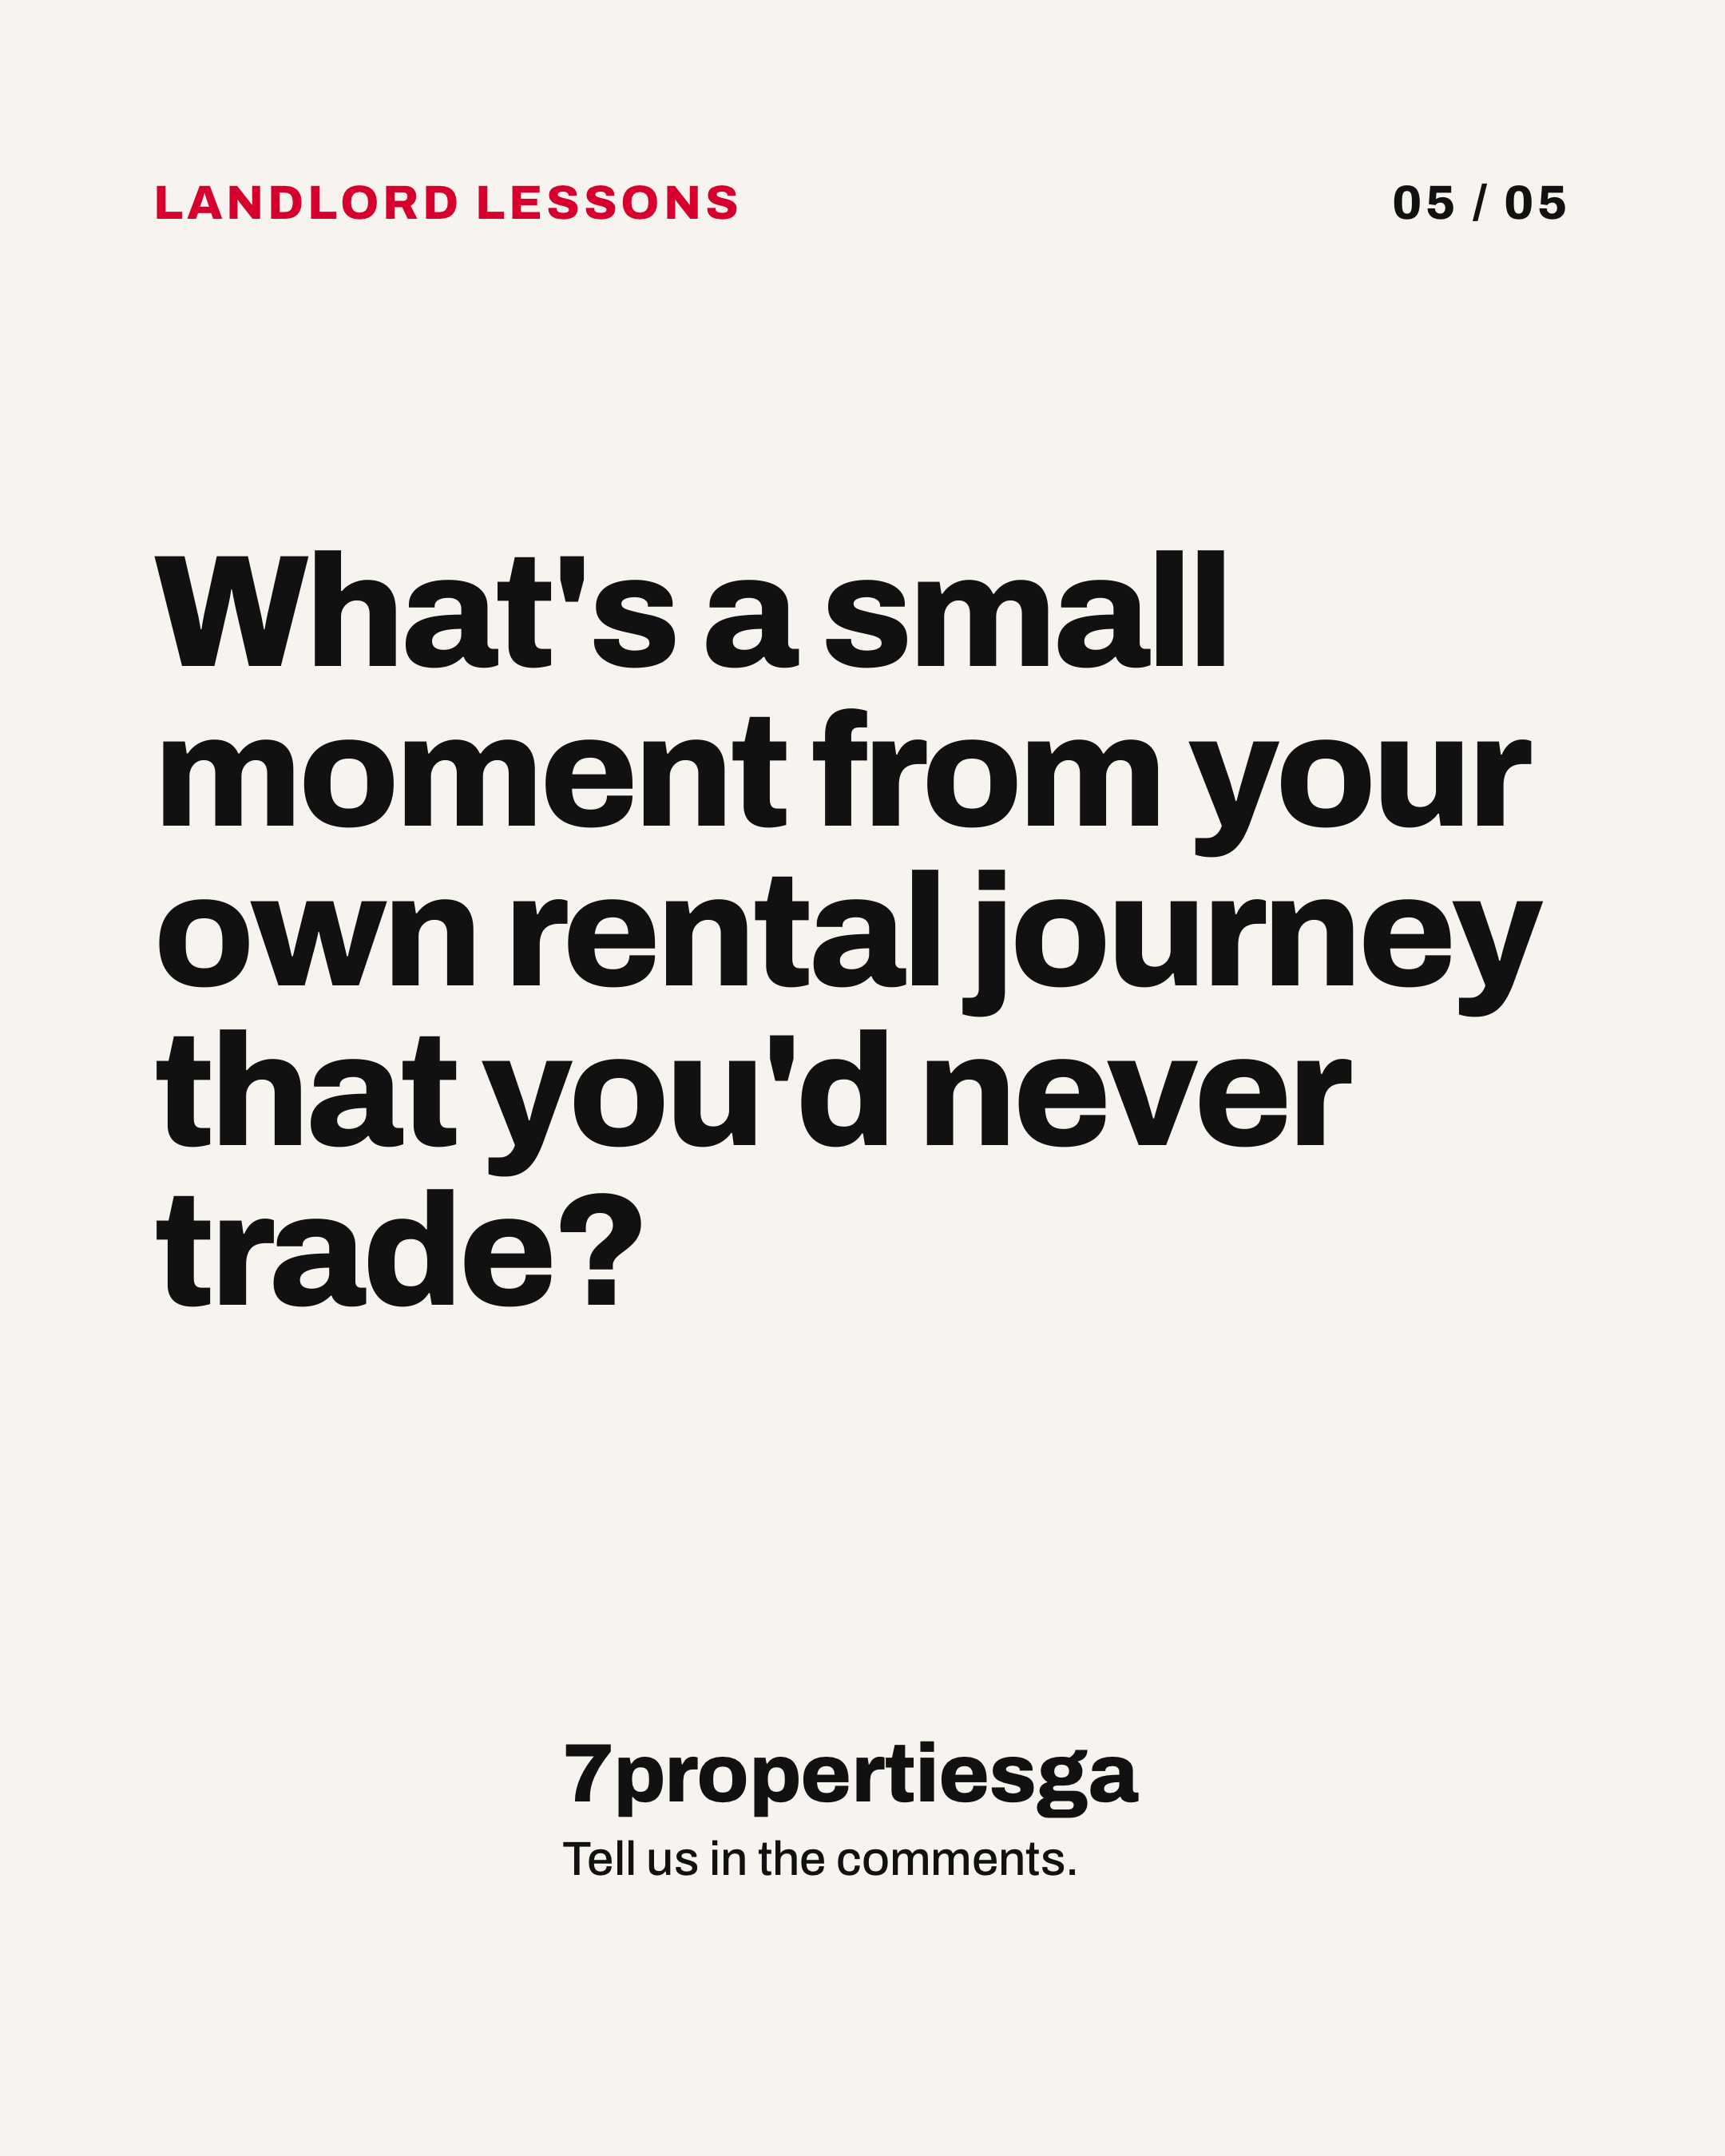 LANDLORD LESSONS
05 / 05
What's a small
moment from your
own rental journey
that you'd never
trade?
7propertiesga
Tell us in the comments.